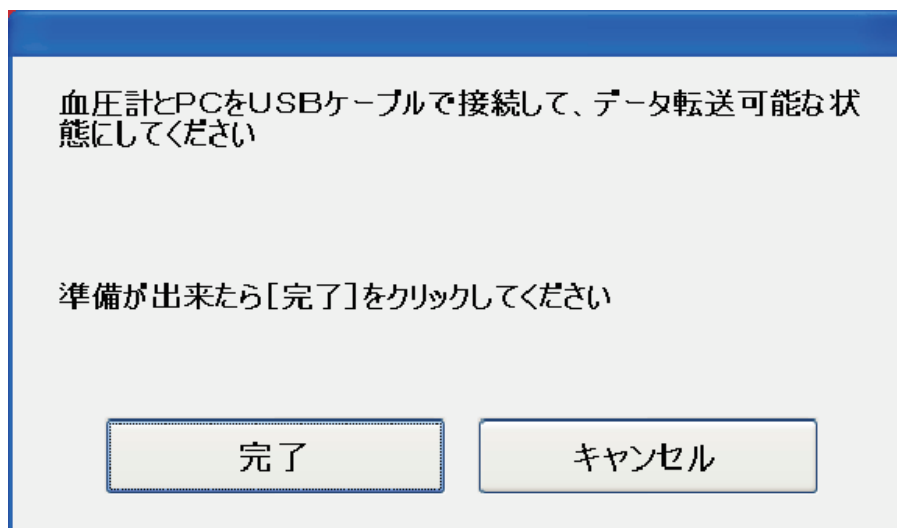 血圧計とPCをUSBケーブルで接続して、データ転送可能な状
態にしてください
準備が出来たら[完了]をクリックしてください
完了
キャンセル